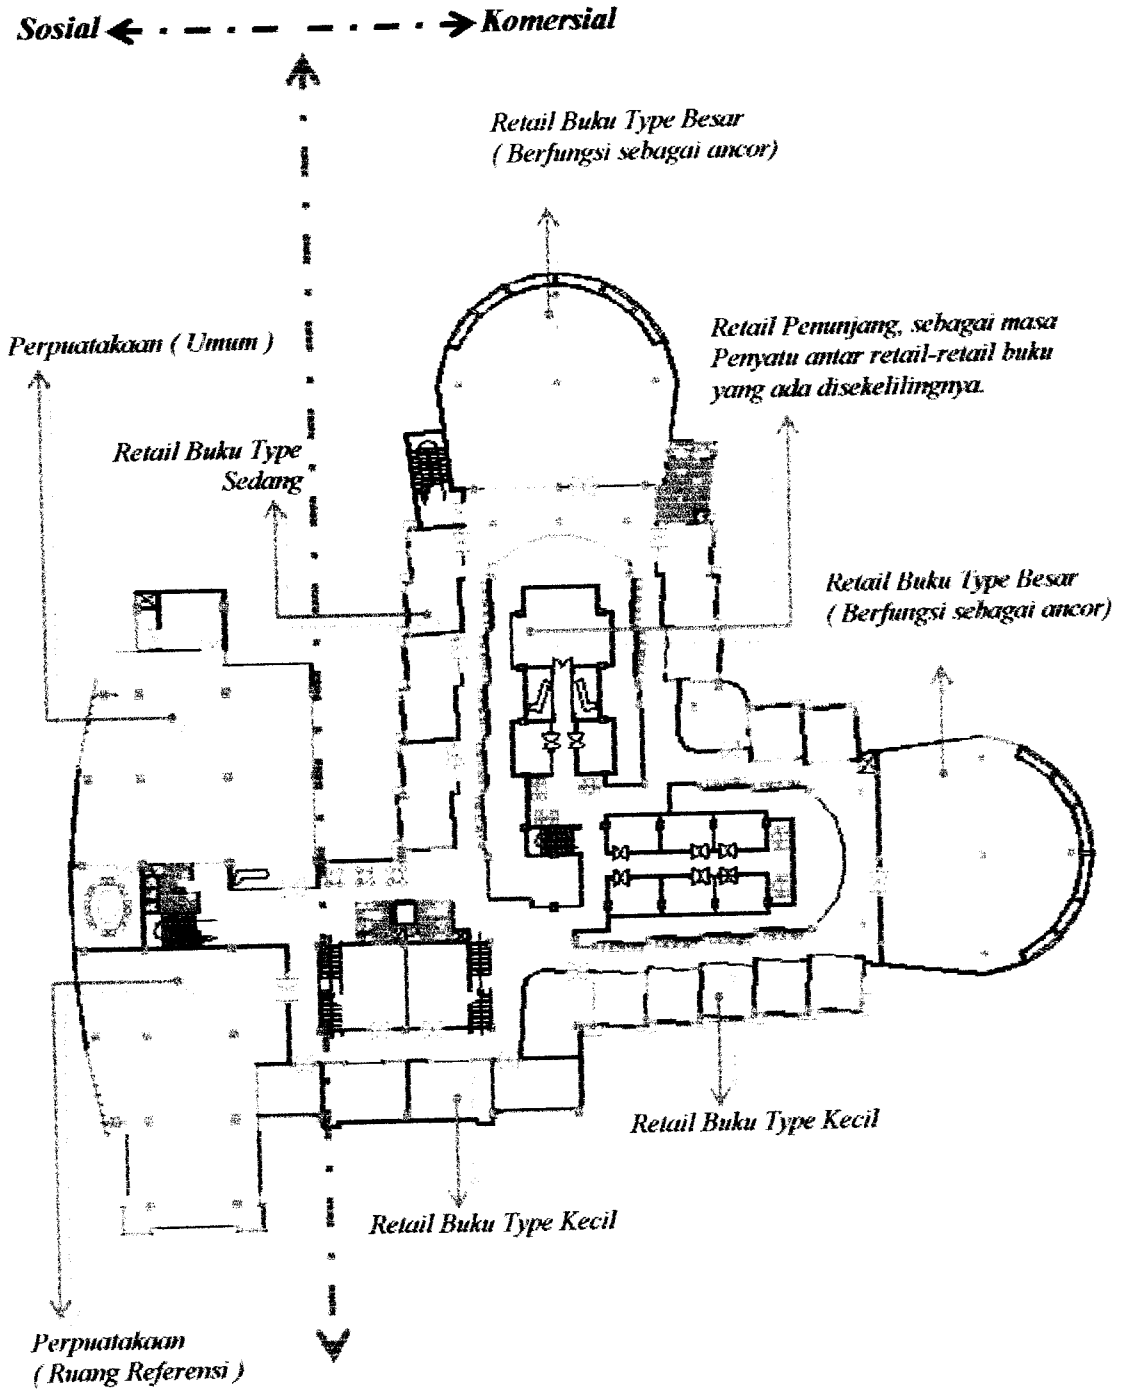 Sosial Komersial
Retail Buku Type Besar
( Berfungsi sebagai ancor)
Retail Penunjang, sebagai masa
Penyatu antar retail-retail buku
yang ada disekelilingnya.
Perpuatakaan ( Umum )
Retail Buku Type
Sedang
Retail Buku Type Besar
( Berfungsi sebagai ancor)
Retail Buku Type Kecil
Retail Buku Type Kecil
Perpuatakaan
( Ruang Referensi )